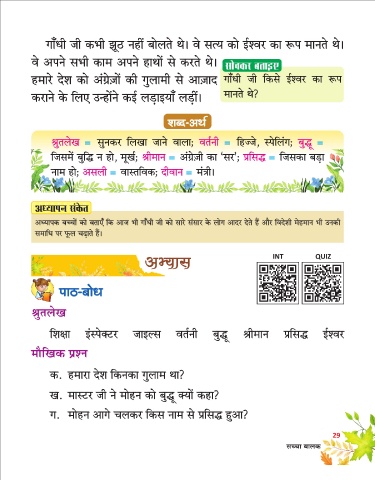 गाँधी जी कभी झूठ नहीं बोलते थे। वे सत्य को ईश्वर का रूप मानते थे।
वे अपने सभी काम अपने हाथों से करते थे।
हमारे देश को अंग्रेज़ों की गुलामी से आज़ाद
कराने के लिए उन्होंने कई लड़ाइयाँ लड़ीं।
सोचकर बताइए
गाँधी जी किसे ईश्वर का रूप
मानते थे?
शब्द-अर्थ
श्रुतलेख = सुनकर लिखा जाने वाला; वर्तनी = हिज्जे, स्पेलिंग; बुद्धू =
जिसमें बुद्धि न हो, मूर्ख; श्रीमान = अंग्रेज़ी का 'सर'; प्रसिद्ध = जिसका बड़ा
नाम हो; असली = वास्तविक; दीवान = मंत्री।
अध्यापन संकेत
अध्यापक बच्चों को बताएँ कि आज भी गाँधी जी को सारे संसार के लोग आदर देते हैं और विदेशी मेहमान भी उनकी
समाधि पर फूल चढ़ाते हैं।
अभ्यास
INT QUIZ
पाठ-बोध
श्रुतलेख
शिक्षा इंस्पेक्टर जाइल्स वर्तनी बुद्धू श्रीमान प्रसिद्ध ईश्वर
मौखिक प्रश्न
क. हमारा देश किनका गुलाम था?
ख. मास्टर जी ने मोहन को बुद्धू क्यों कहा?
ग. मोहन आगे चलकर किस नाम से प्रसिद्ध हुआ?
29
सच्चा बालक